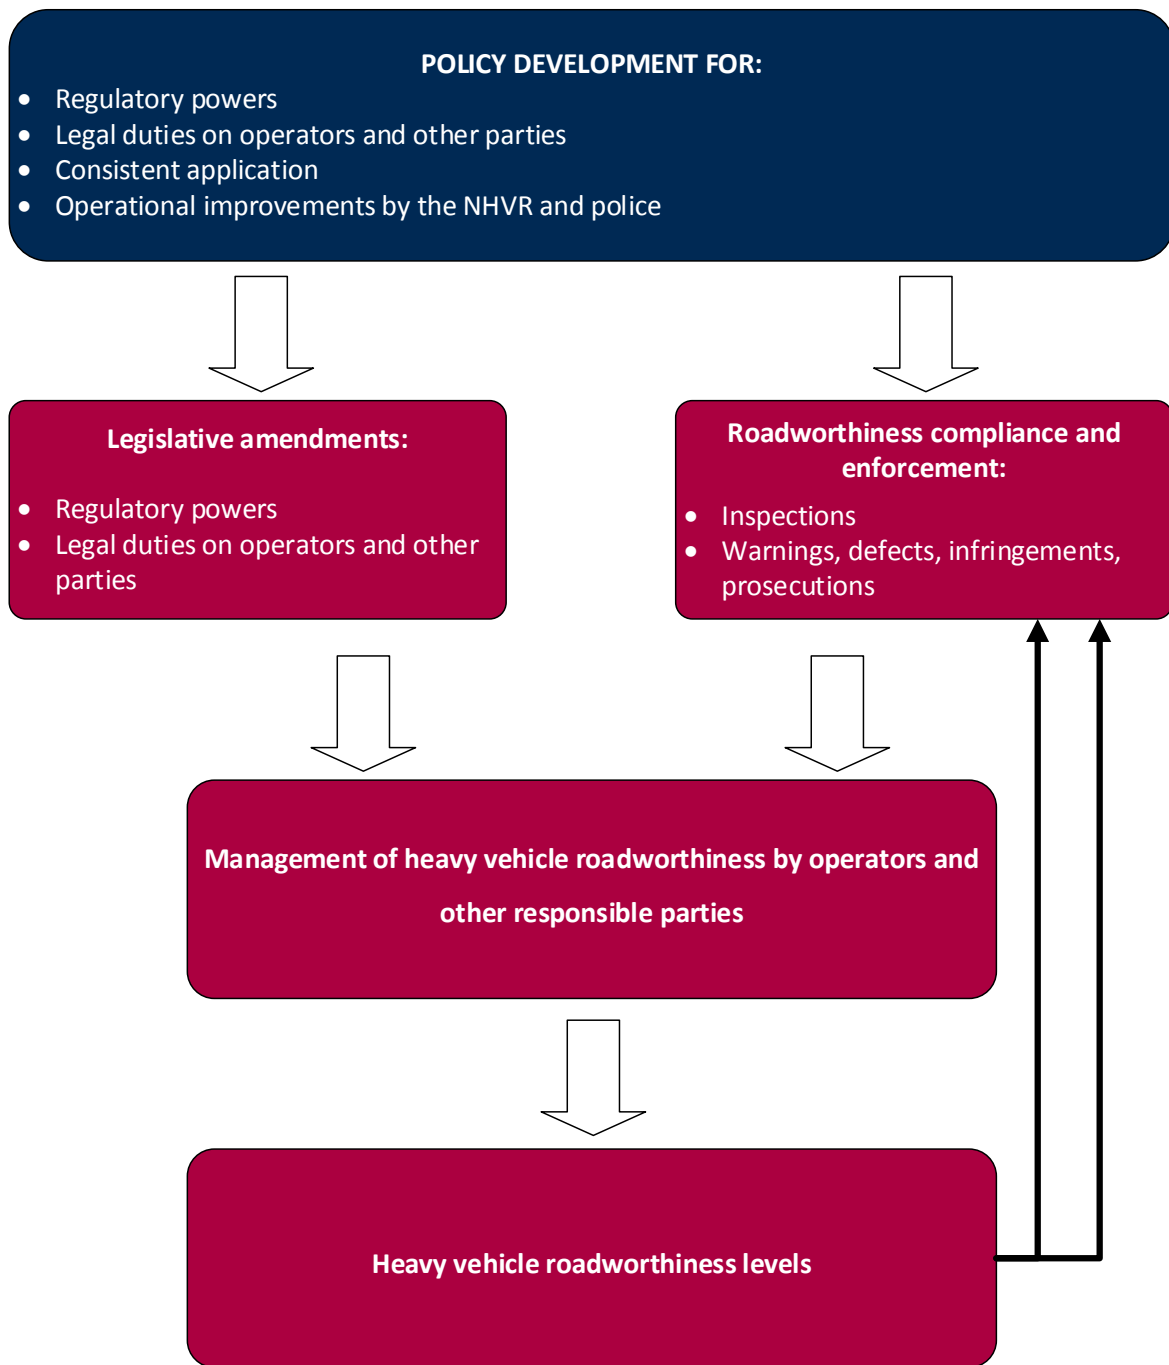 POLICY DEVELOPMENT FOR:
• Regulatory powers
• Legal duties on operators and other parties
• Consistent application
• Operational improvements by the NHVR and police
Legislative amendments:
• Regulatory powers
• Legal duties on operators and other
parties
Roadworthiness compliance and
enforcement:
• Inspections
• Warnings, defects, infringements,
prosecutions
Management of heavy vehicle roadworthiness by operators and
other responsible parties
Heavy vehicle roadworthiness levels